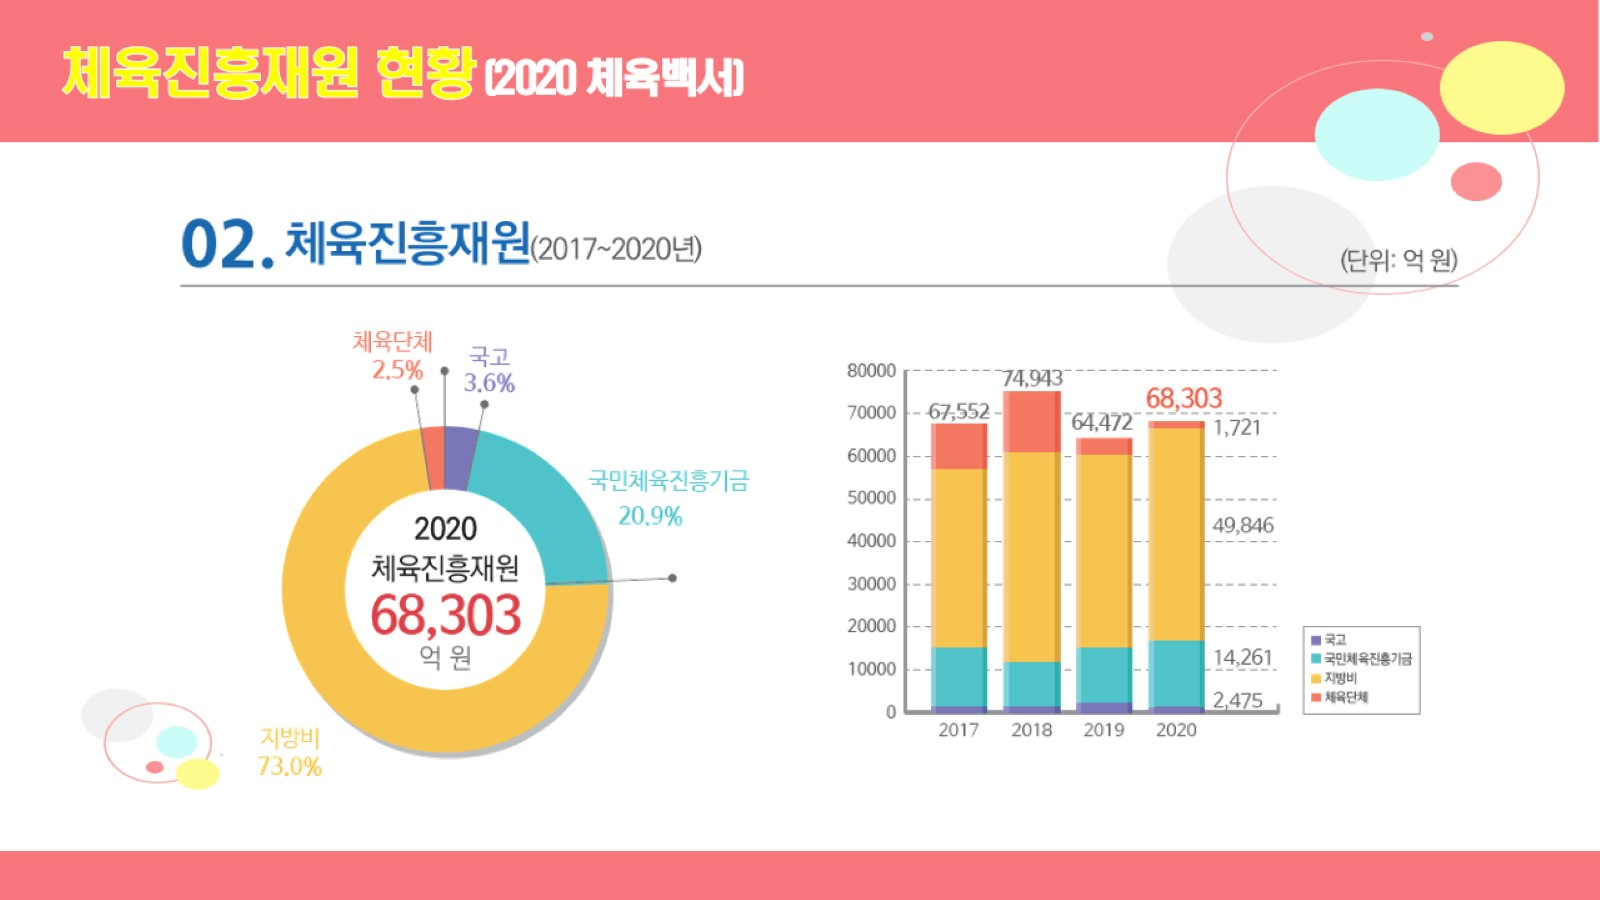 체육진흥재원 현황 (2020 체육백서)
02. 체육진흥재원(2017~2020년)
(단위: 억 원)
체육단체
2.5%
국고
3.6%
국민체육진흥기금
20.9%
2020
체육진흥재원
68,303
억 원
지방비
73.0%
80000
70000
60000
50000
40000
30000
20000
10000
0
67,552
74,943
64,472
68,303
1,721
49,846
14,261
2,475
2017
2018
2019
2020
국고
국민체육진흥기금
지방비
체육단체